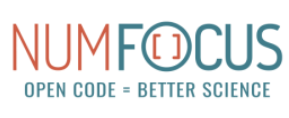 NUMFOCUS
OPEN CODE = BETTER SCIENCE